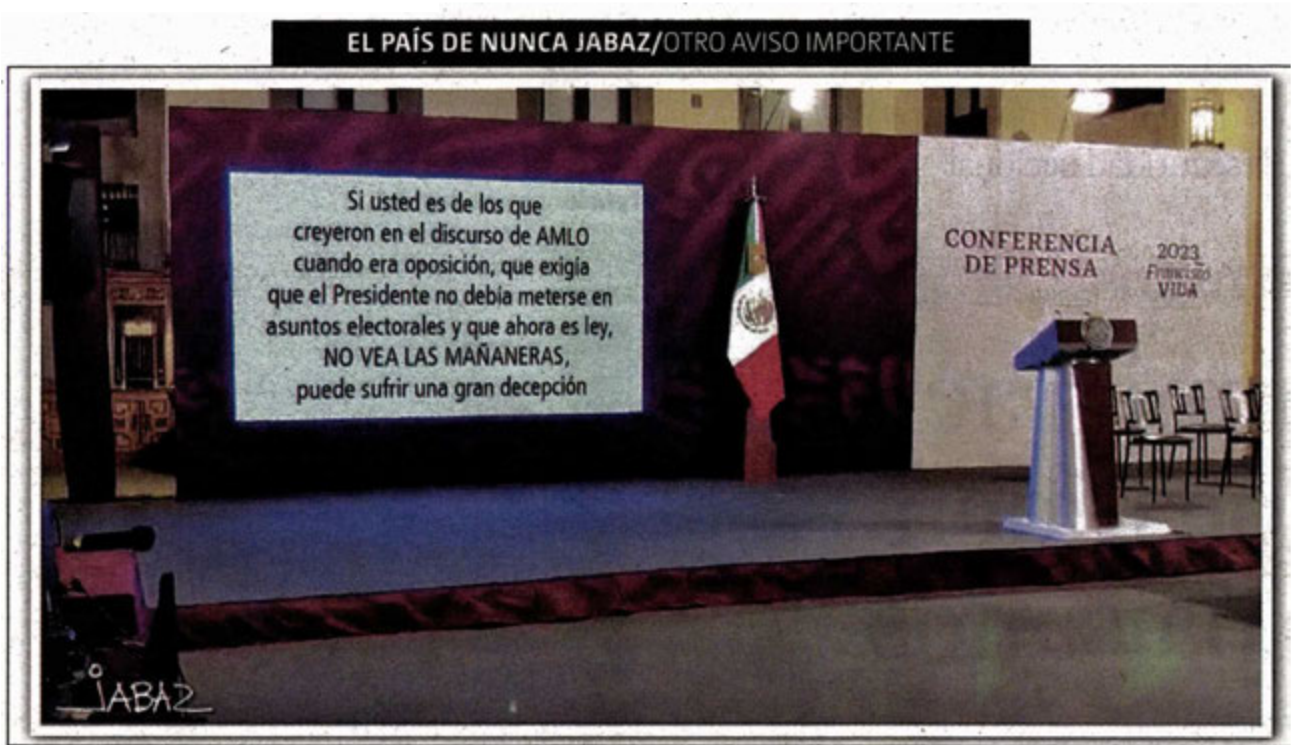 EL PAÍS DE NUNCA JABAZ/OTRO AVISO IMPORTANTE
Si usted es de los que
creyeron en el discurso de AMLO
cuando era oposición, que exigía
que el Presidente no debía meterse en
asuntos electorales y que ahora es ley,
NO VEA LAS MAÑANERAS,
puede sufrir una gran decepción
CONFERENCIA
DE PRENSA
2023
Francisco
VILLA
JABAZ